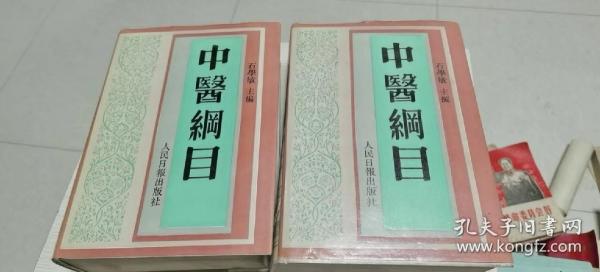 中醫綱目
石學敏 主編
人民日報出版社
中醫綱目
石學敏 主編
人民日報出版社
孔夫子旧书网
www.kongfz.com